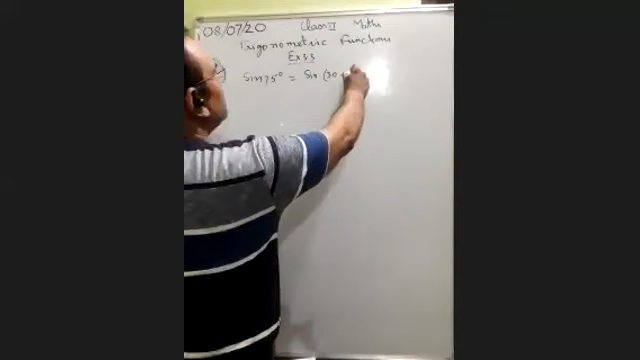 08/07/20 Class XI Maths
Trigonometric Functions
Ex 3.3
Sin 75° = Sin (30